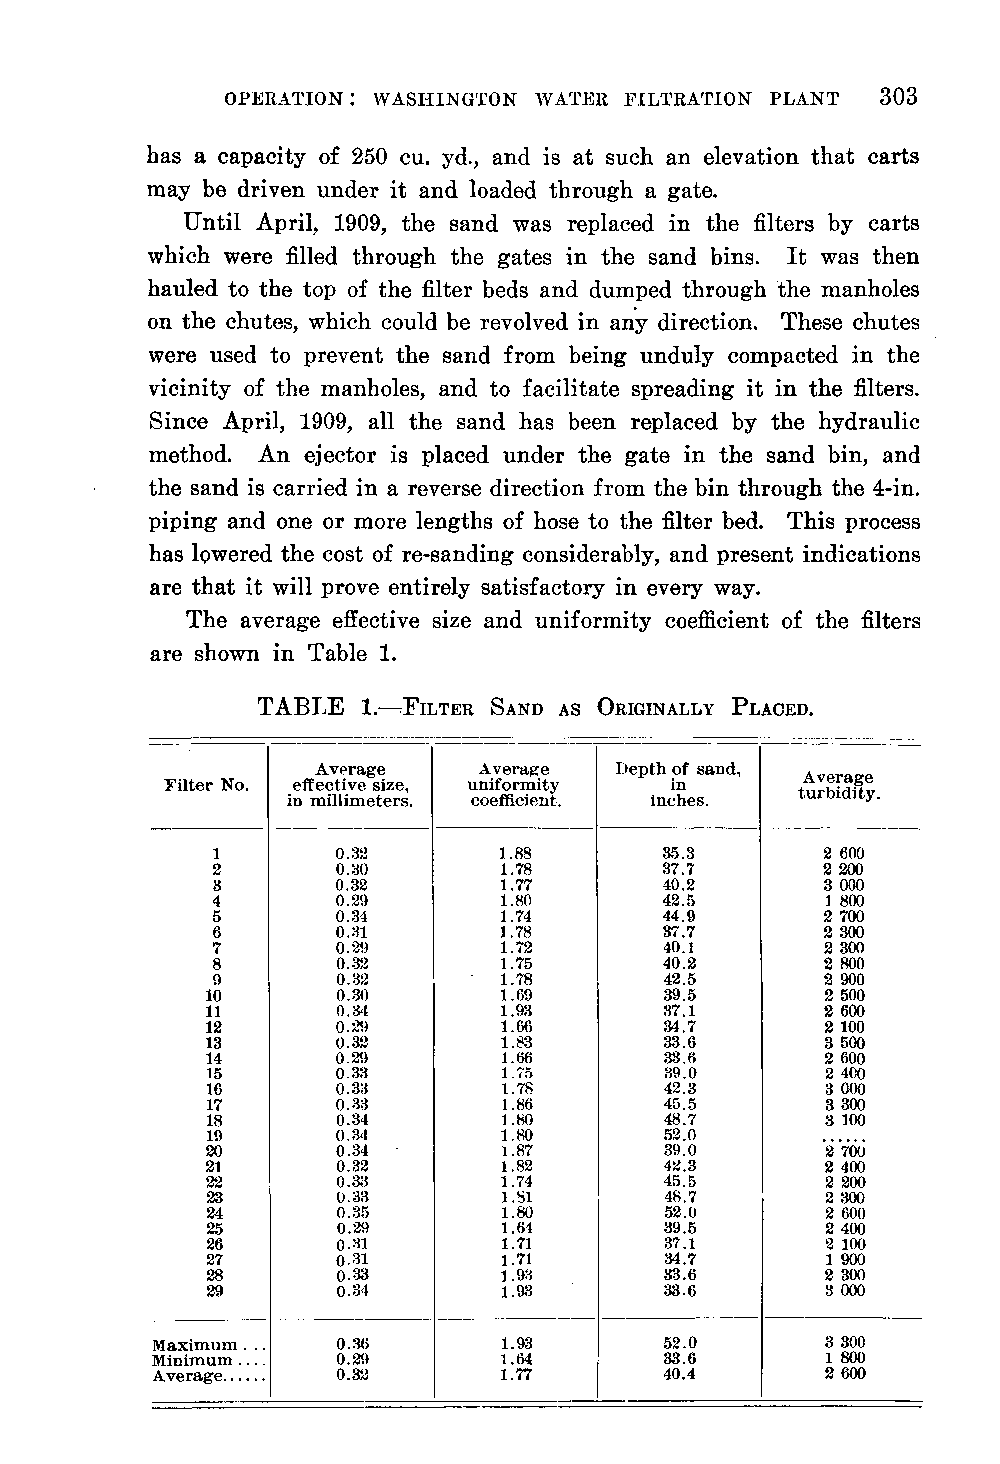 OPERATION: WASHINGTON WATER FILTRATION PLANT 303
has a capacity of 250 cu. yd., and is at such an elevation that carts
may be driven under it and loaded through a gate.
Until April, 1909, the sand was replaced in the filters by carts
which were filled through the gates in the sand bins. It was then
hauled to the top of the filter beds and dumped through the manholes
on the chutes, which could be revolved in any direction. These chutes
were used to prevent the sand from being unduly compacted in the
vicinity of the manholes, and to facilitate spreading it in the filters.
Since April, 1909, all the sand has been replaced by the hydraulic
method. An ejector is placed under the gate in the sand bin, and
the sand is carried in a reverse direction from the bin through the 4-in.
piping and one or more lengths of hose to the filter bed. This process
has lowered the cost of re-sanding considerably, and present indications
are that it will prove entirely satisfactory in every way.
The average effective size and uniformity coefficient of the filters
are shown in Table 1.
TABLE 1.—Filter Sand as Originally Placed.
Filter No. Average effective size, in millimeters. Average uniformity coefficient. Depth of sand, in inches. Average turbidity.
1 0.32 1.88 35.3 2 600
2 0.30 1.78 37.7 2 200
3 0.32 1.77 40.2 3 000
4 0.29 1.80 42.5 1 800
5 0.34 1.74 44.9 2 700
6 0.31 1.78 37.7 2 300
7 0.29 1.72 40.1 2 300
8 0.32 1.75 40.2 2 800
9 0.32 1.78 42.5 2 900
10 0.30 1.69 39.5 2 500
11 0.34 1.93 37.1 2 600
12 0.29 1.66 34.7 2 100
13 0.32 1.83 33.6 3 500
14 0.29 1.66 33.6 2 600
15 0.33 1.75 39.0 2 400
16 0.33 1.78 42.3 3 000
17 0.33 1.86 45.5 3 300
18 0.34 1.80 48.7 3 100
19 0.34 1.80 52.0 ......
20 0.34 1.87 39.0 2 700
21 0.32 1.82 42.3 2 400
22 0.33 1.74 45.5 2 200
23 0.33 1.81 48.7 2 300
24 0.35 1.80 52.0 2 600
25 0.29 1.64 39.5 2 400
26 0.31 1.71 37.1 2 100
27 0.31 1.71 34.7 1 900
28 0.33 1.93 33.6 2 300
29 0.34 1.93 33.6 3 000
Maximum... 0.36 1.93 52.0 3 300
Minimum.... 0.29 1.64 33.6 1 800
Average...... 0.32 1.77 40.4 2 600